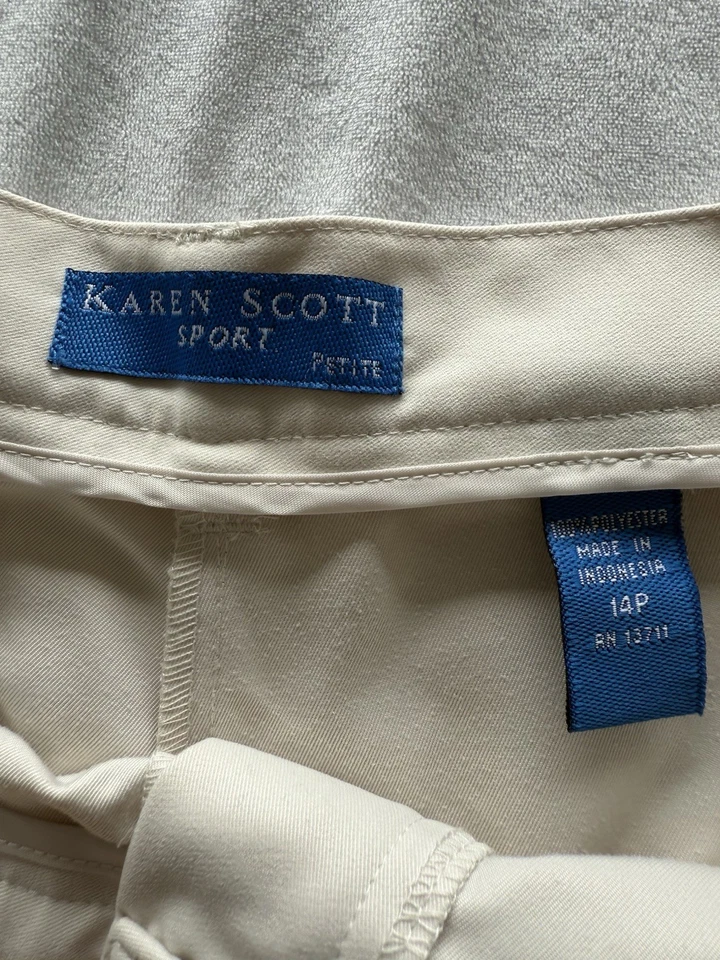 KAREN SCOTT
SPORT
PETITE
100% POLYESTER
MADE IN
INDONESIA
14P
RN 13711